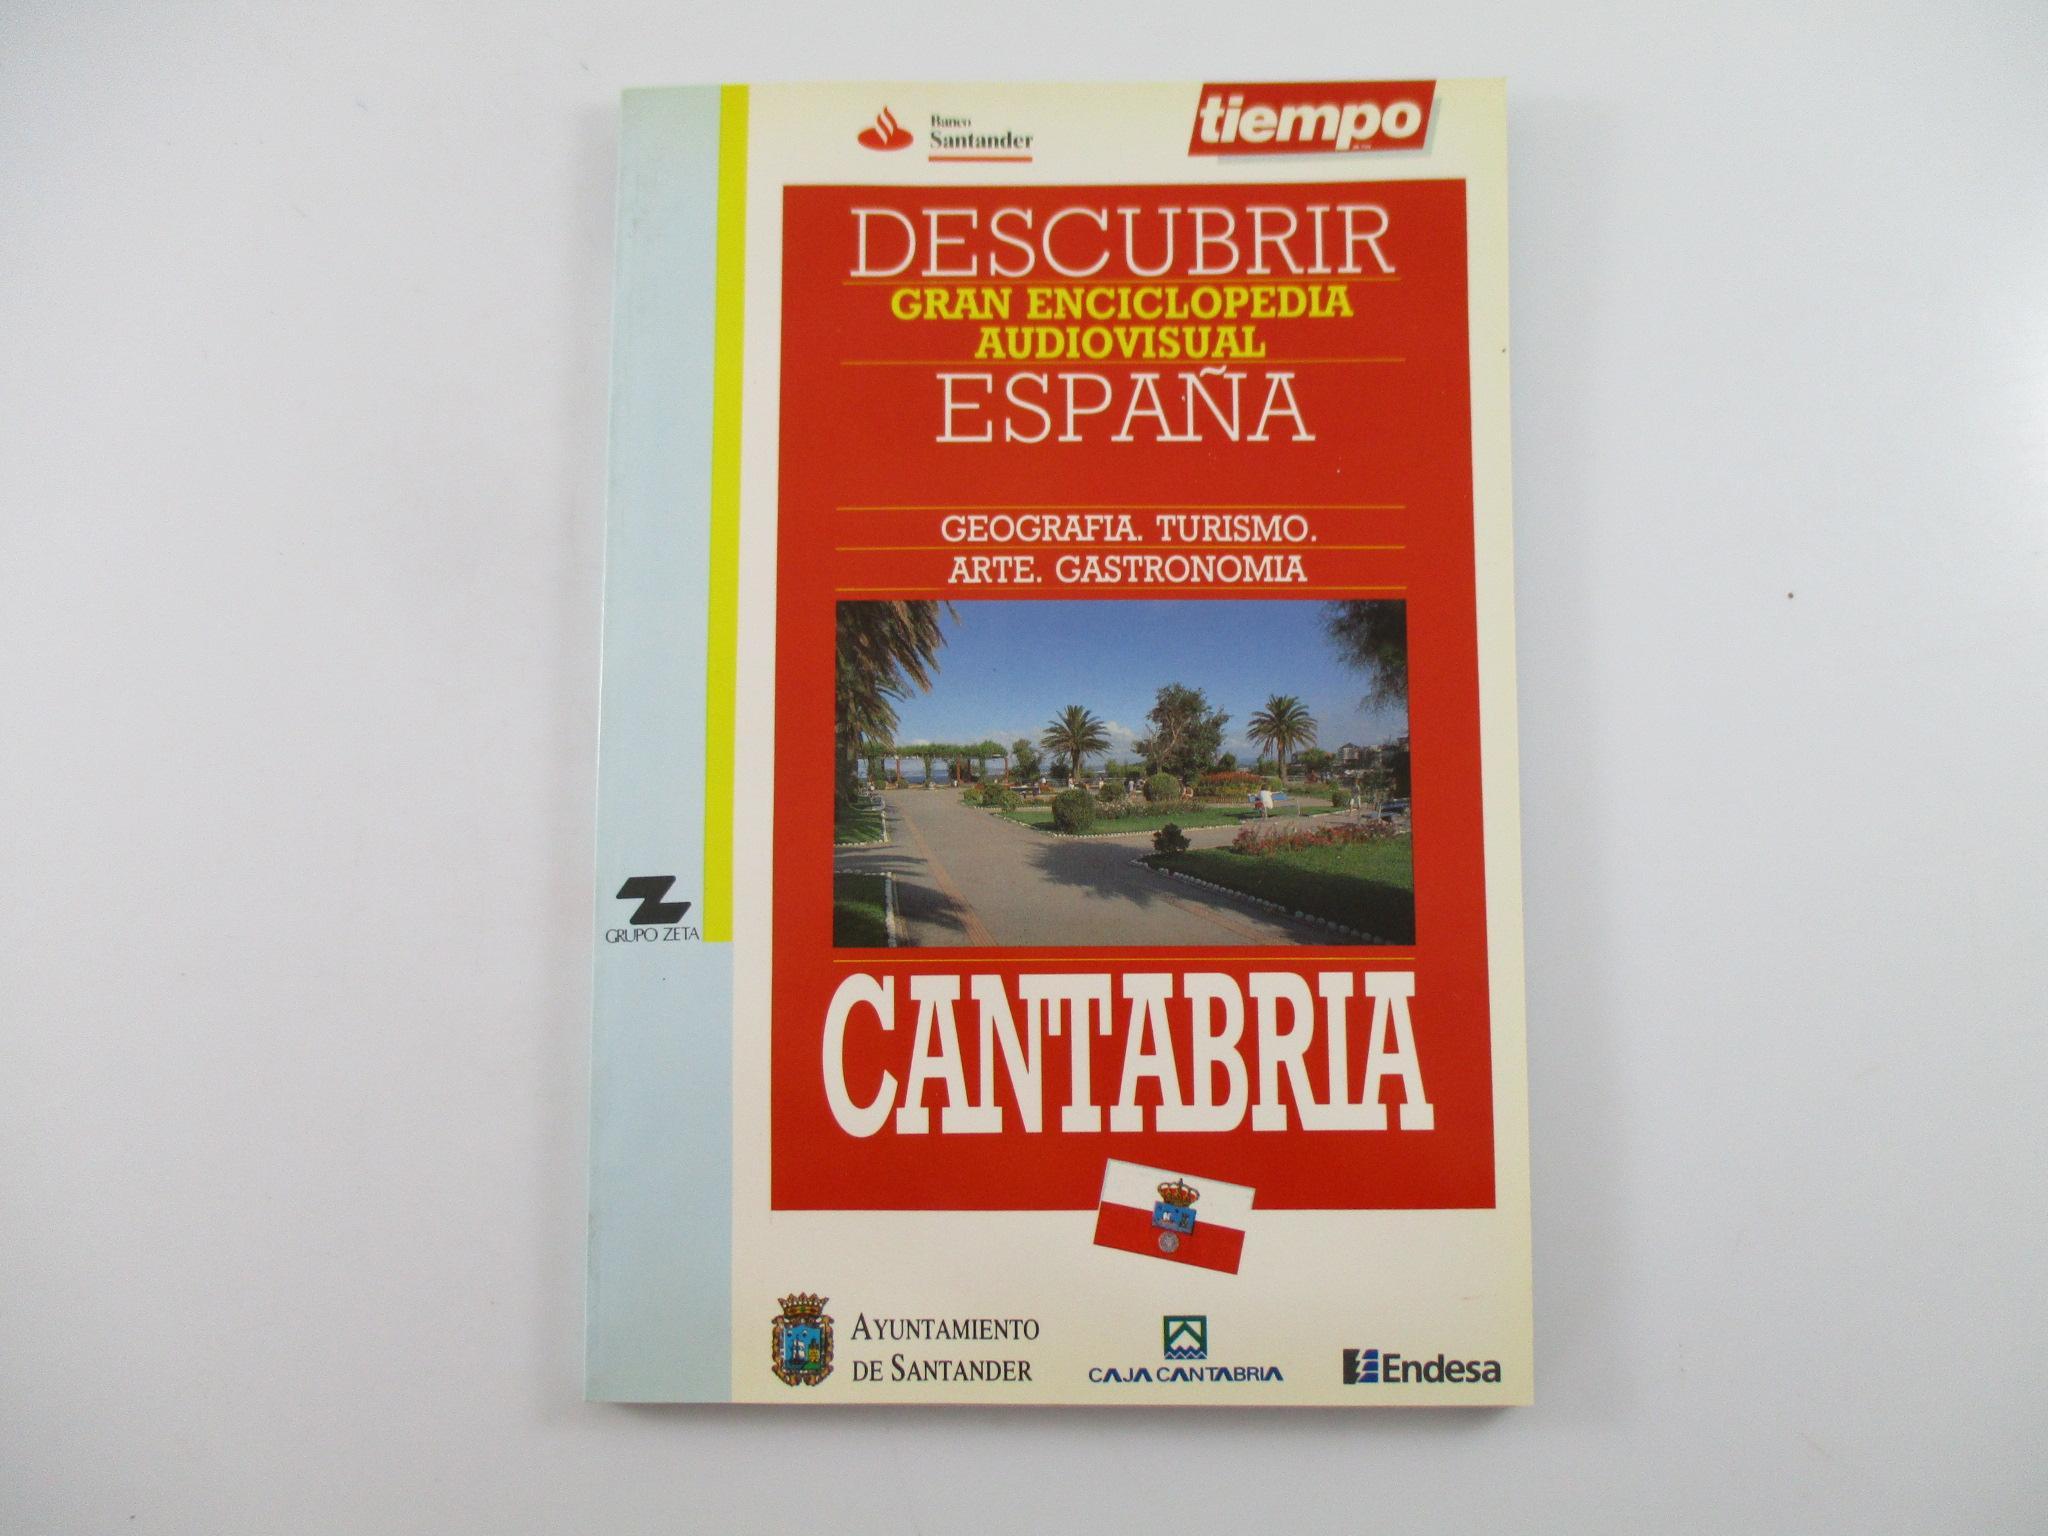 Banco
Santander
tiempo
DESCUBRIR
GRAN ENCICLOPEDIA
AUDIOVISUAL
ESPAÑA
GEOGRAFIA. TURISMO.
ARTE. GASTRONOMIA
GRUPO ZETA
CANTABRIA
AYUNTAMIENTO
DE SANTANDER
CAJA CANTABRIA
Endesa